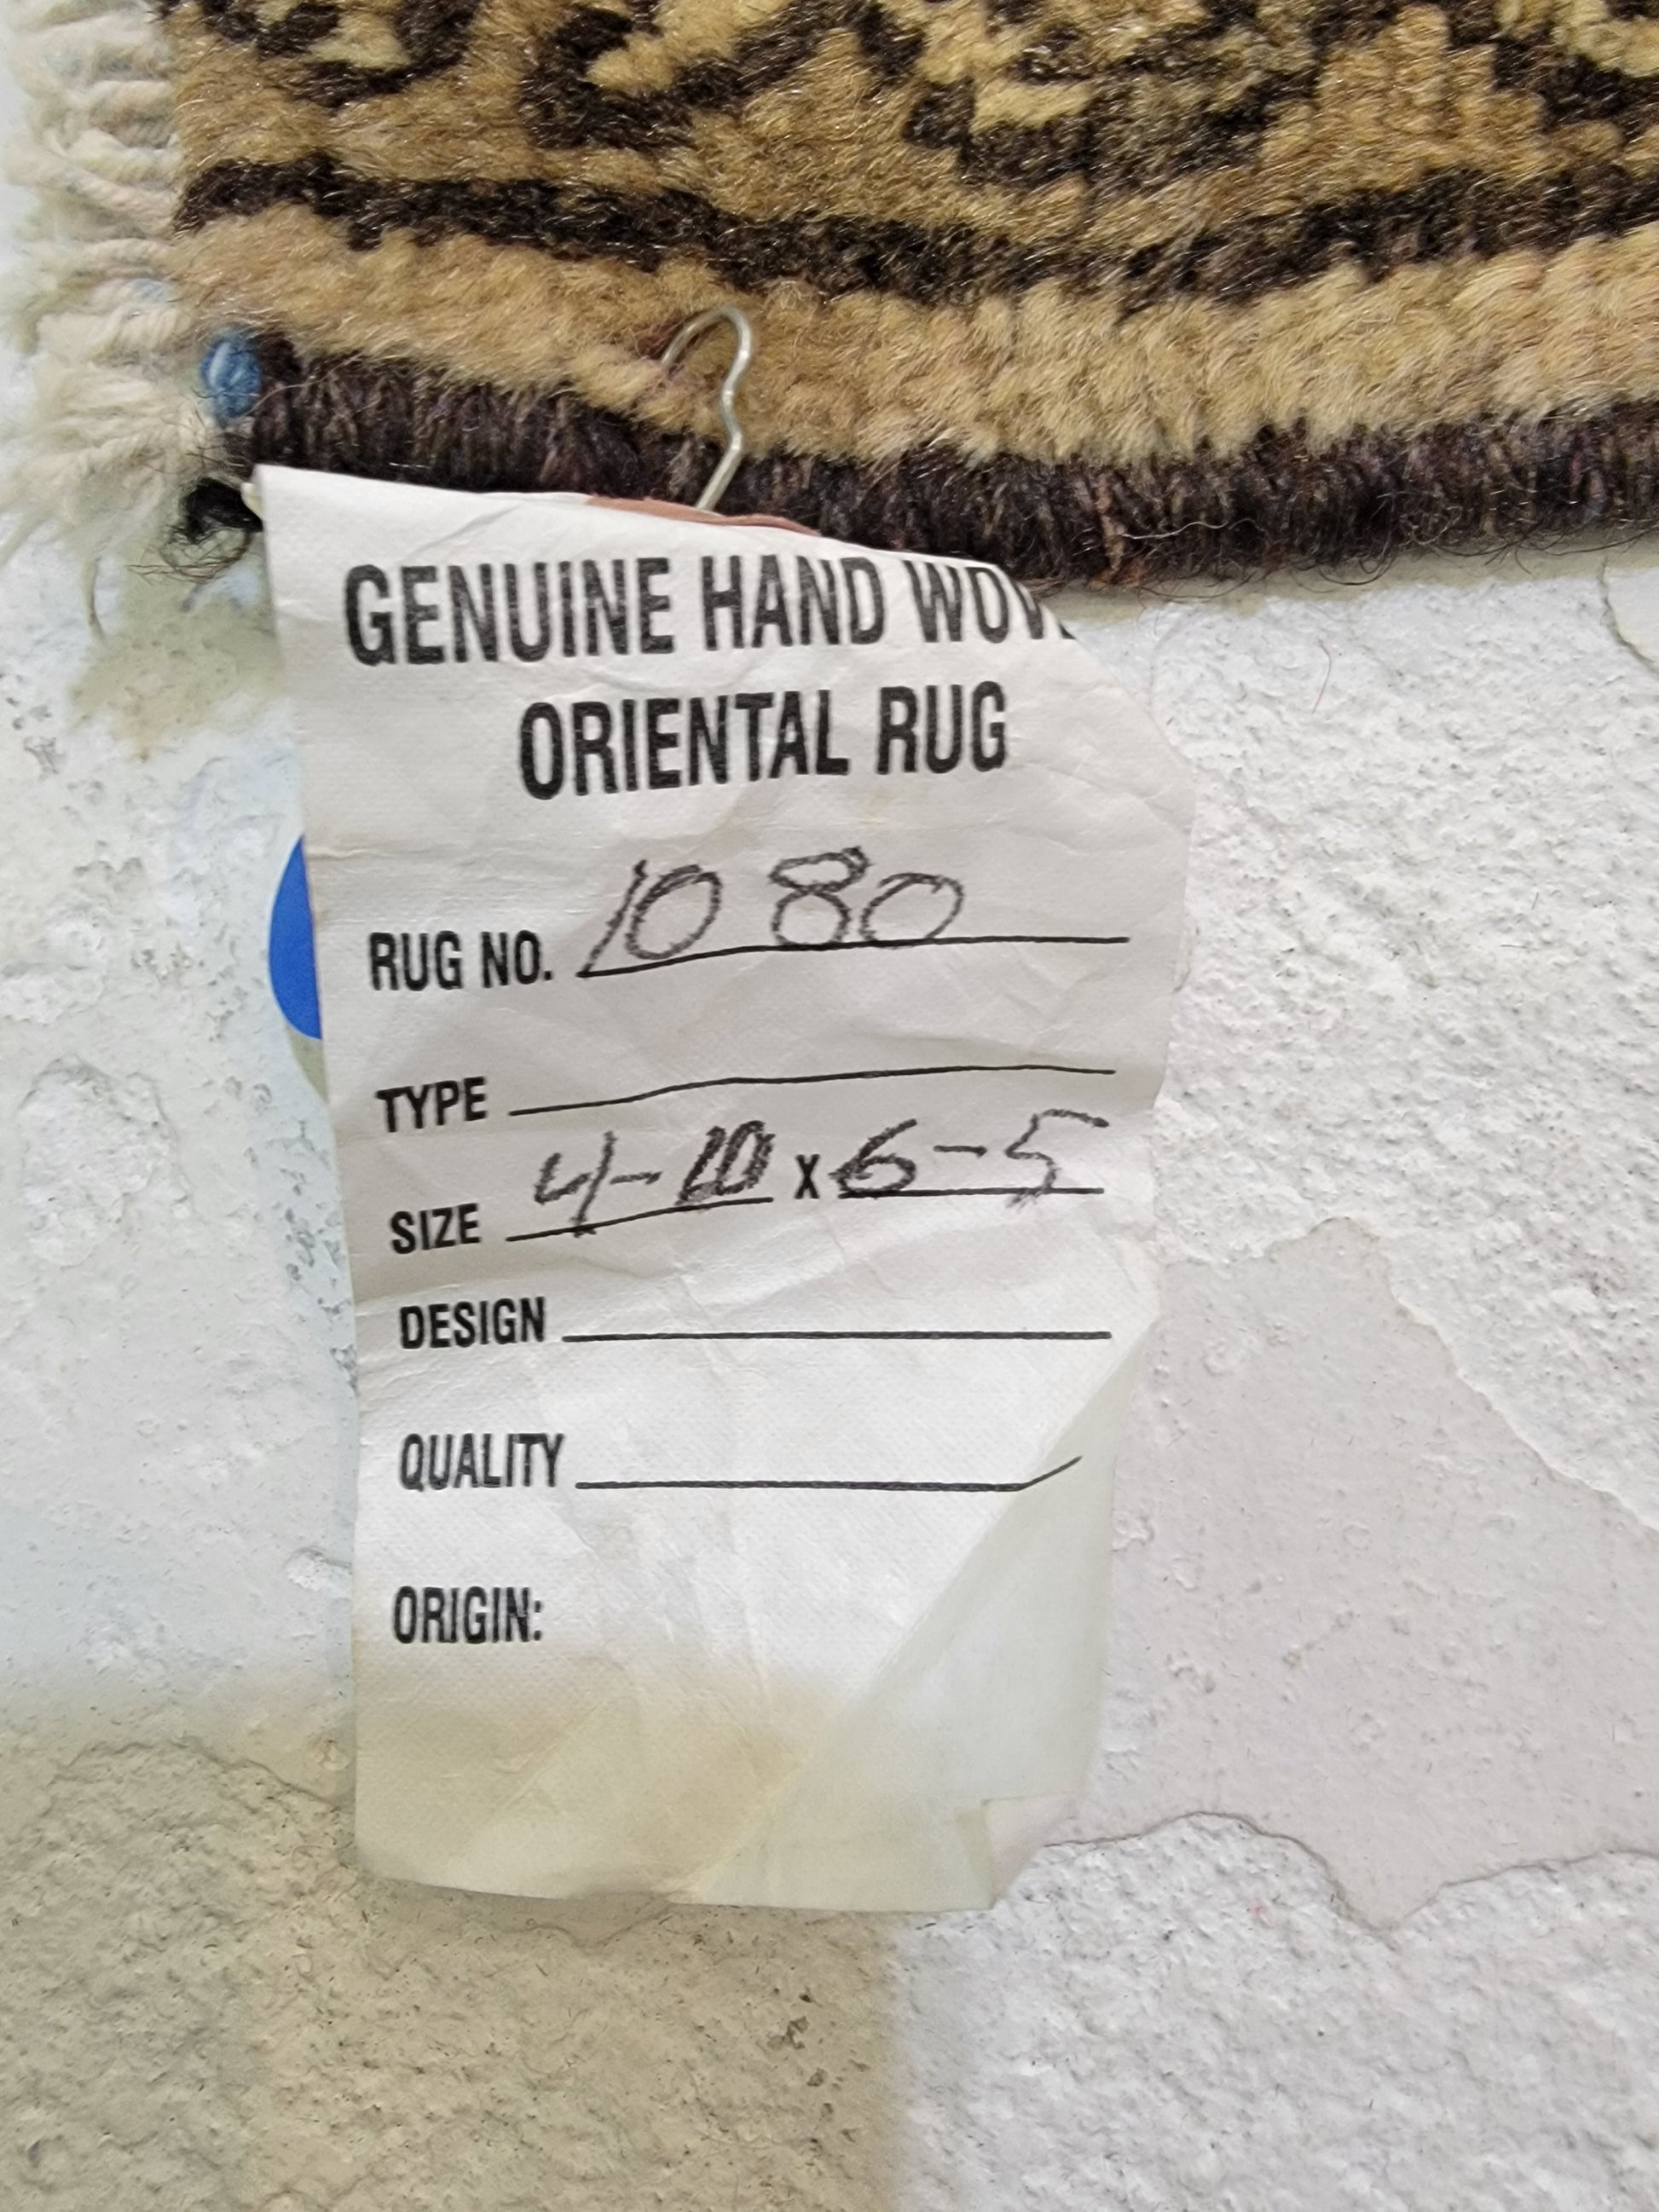 GENUINE HAND WOV
ORIENTAL RUG
RUG NO. 1080
TYPE
SIZE 4-10 x 6-5
DESIGN
QUALITY
ORIGIN: